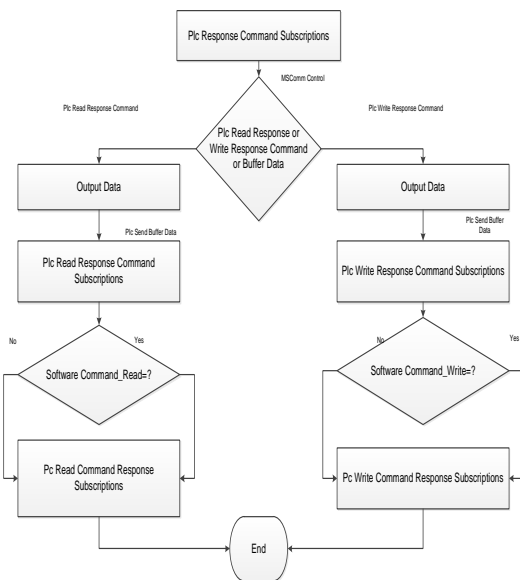 Plc Response Command Subscriptions
MSComm Control
Plc Read Response Command
Plc Write Response Command
Plc Read Response or
Write Response Command
or Buffer Data
Output Data
Output Data
Plc Send Buffer Data
Plc Send Buffer
Data
Plc Read Response Command
Subscriptions
Plc Write Response Command Subscriptions
No
Yes
No
Yes
Software Command_Read=?
Software Command_Write=?
Pc Read Command Response
Subscriptions
Pc Write Command Response Subscriptions
End